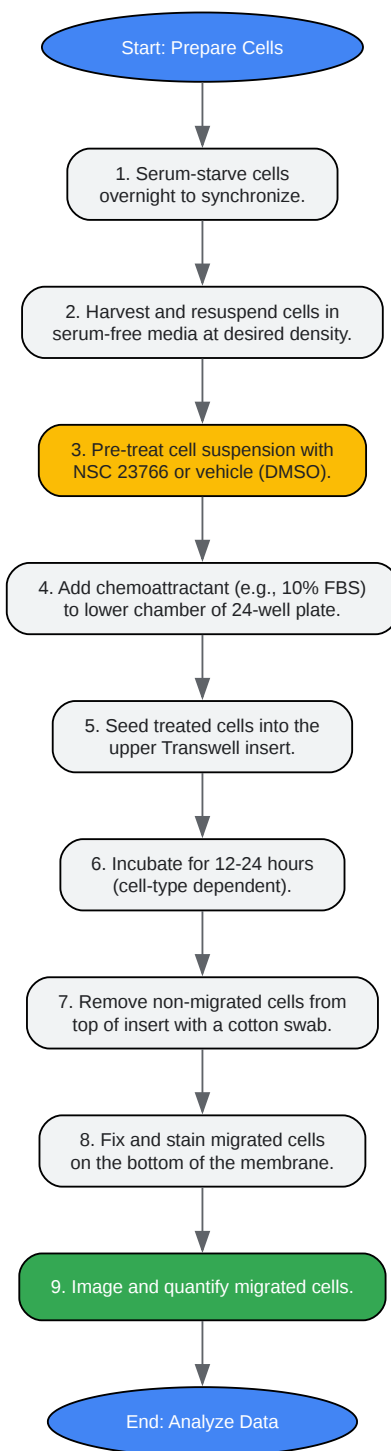 Start: Prepare Cells
1. Serum-starve cells
overnight to synchronize.
2. Harvest and resuspend cells in
serum-free media at desired density.
3. Pre-treat cell suspension with
NSC 23766 or vehicle (DMSO).
4. Add chemoattractant (e.g., 10% FBS)
to lower chamber of 24-well plate.
5. Seed treated cells into the
upper Transwell insert.
6. Incubate for 12-24 hours
(cell-type dependent).
7. Remove non-migrated cells from
top of insert with a cotton swab.
8. Fix and stain migrated cells
on the bottom of the membrane.
9. Image and quantify migrated cells.
End: Analyze Data